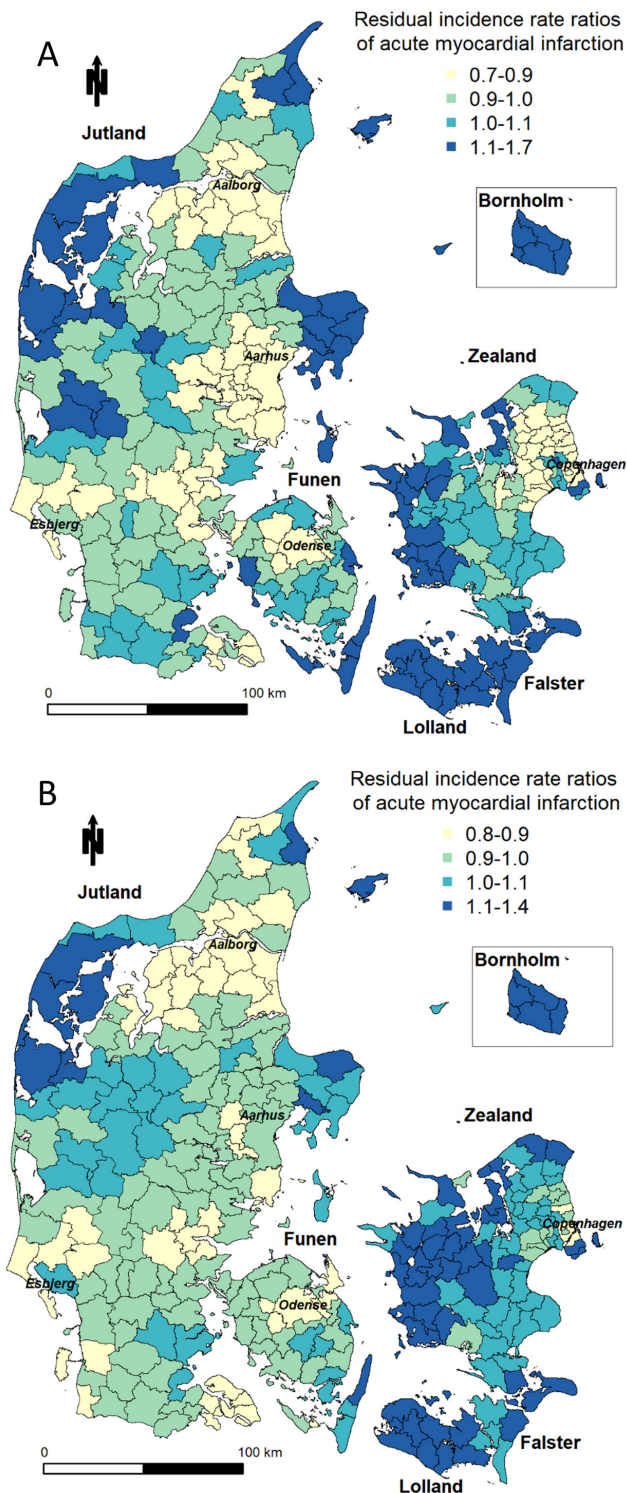 A
Residual incidence rate ratios
of acute myocardial infarction
0.7-0.9
0.9-1.0
1.0-1.1
1.1-1.7
N
Jutland
Aalborg
Bornholm
Aarhus
Zealand
Copenhagen
Funen
Esbjerg
Odense
Falster
Lolland
0 100 km
B
Residual incidence rate ratios
of acute myocardial infarction
0.8-0.9
0.9-1.0
1.0-1.1
1.1-1.4
N
Jutland
Aalborg
Bornholm
Aarhus
Zealand
Copenhagen
Funen
Esbjerg
Odense
Falster
Lolland
0 100 km